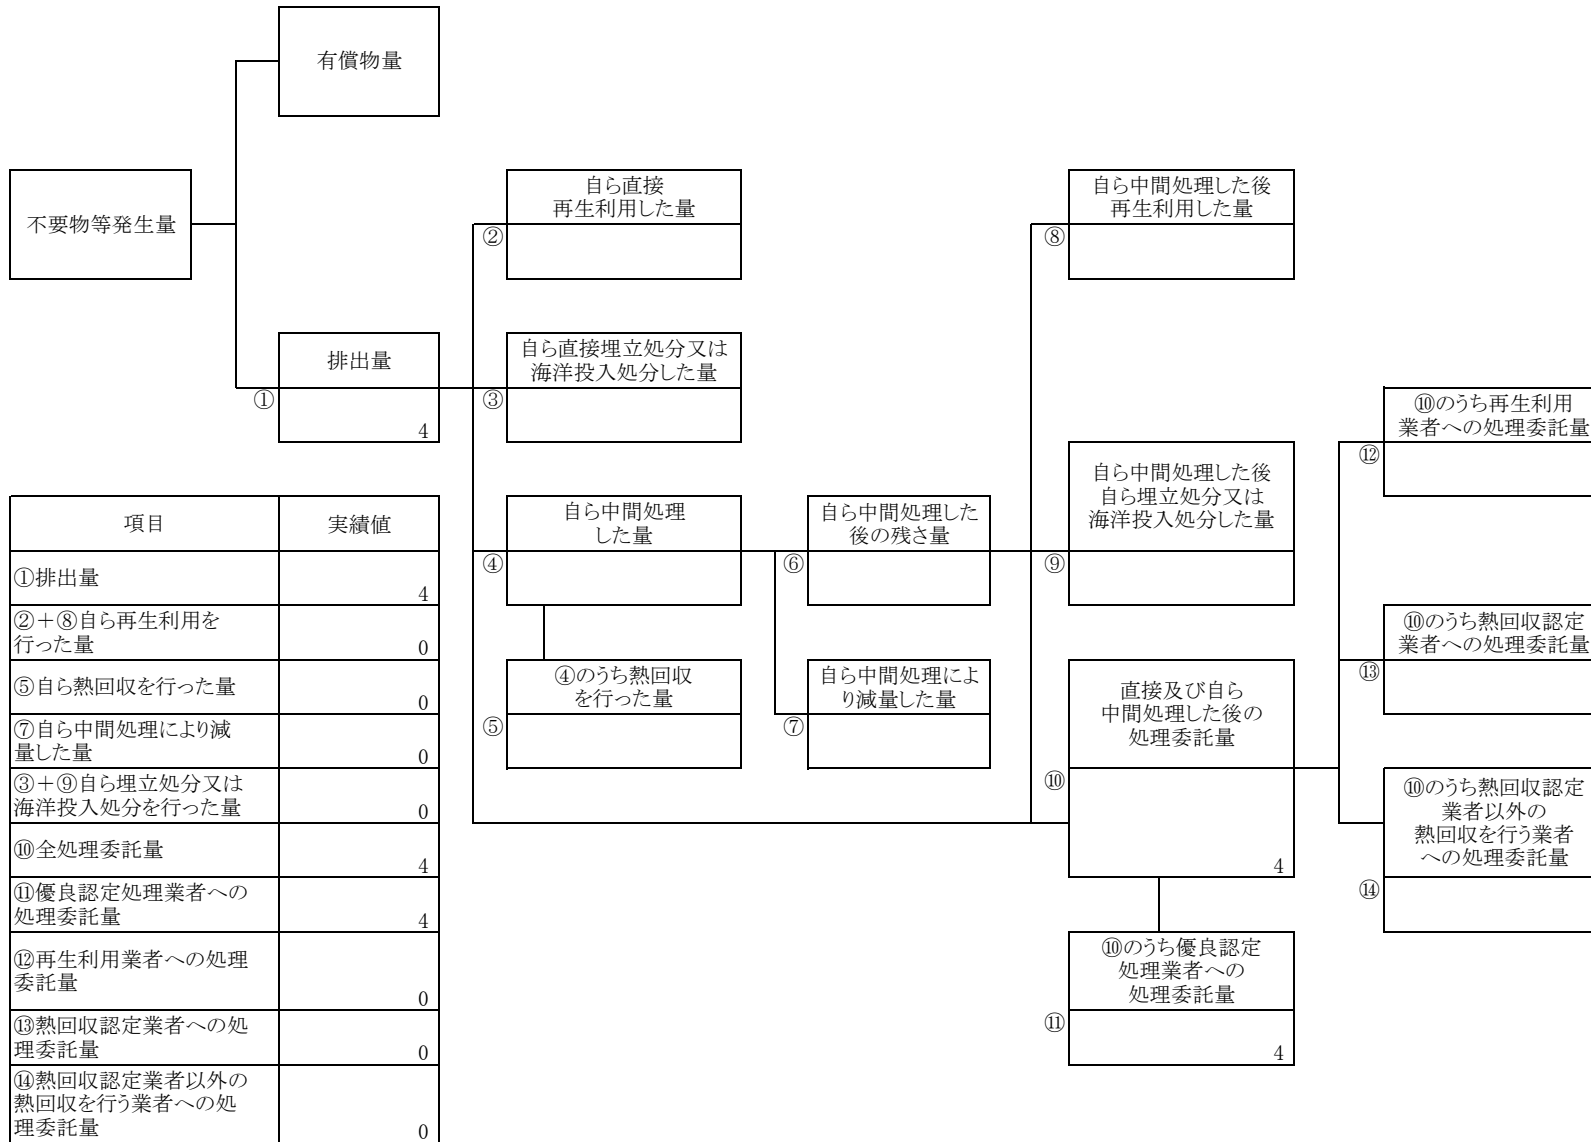 有償物量
不要物等発生量
自ら直接
再生利用した量
②
自ら中間処理した後
再生利用した量
⑧
排出量
①
4
自ら直接埋立処分又は
海洋投入処分した量
③
⑩のうち再生利用
業者への処理委託量
⑫
自ら中間処理した後
自ら埋立処分又は
海洋投入処分した量
⑨
自ら中間処理
した量
④
自ら中間処理した
後の残さ量
⑥
④のうち熱回収
を行った量
⑤
自ら中間処理によ
り減量した量
⑦
直接及び自ら
中間処理した後の
処理委託量
⑩
4
⑩のうち熱回収認定
業者への処理委託量
⑬
⑩のうち熱回収認定
業者以外の
熱回収を行う業者
への処理委託量
⑭
⑩のうち優良認定
処理業者への
処理委託量
⑪
4
項目 実績値
①排出量 4
②+⑧自ら再生利用を
行った量 0
⑤自ら熱回収を行った量 0
⑦自ら中間処理により減
量した量 0
③+⑨自ら埋立処分又は
海洋投入処分を行った量 0
⑩全処理委託量 4
⑪優良認定処理業者への
処理委託量 4
⑫再生利用業者への処理
委託量 0
⑬熱回収認定業者への処
理委託量 0
⑭熱回収認定業者以外の
熱回収を行う業者への処
理委託量 0